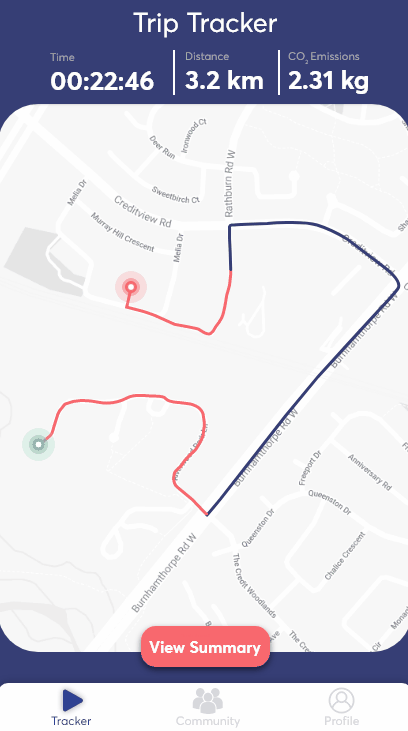 Trip Tracker
Time
Distance
CO2 Emissions
00:22:46
3.2 km
2.31 kg
Ironwood Ct
Deer Run
Rathburn Rd W
Melia Dr
Sweetbirch Ct
Creditview Rd
Murray Hill Crescent
Melia Dr
Burnhamthorpe Rd W
Burnhamthorpe Rd W
Freeport Dr
Anniversary Rd
Queenston Dr
Queenston Dr
Chalice Crescent
Burnhamthorpe Rd W
The Credit Woodlands
Ave
Cir
View Summary
Tracker
Community
Profile